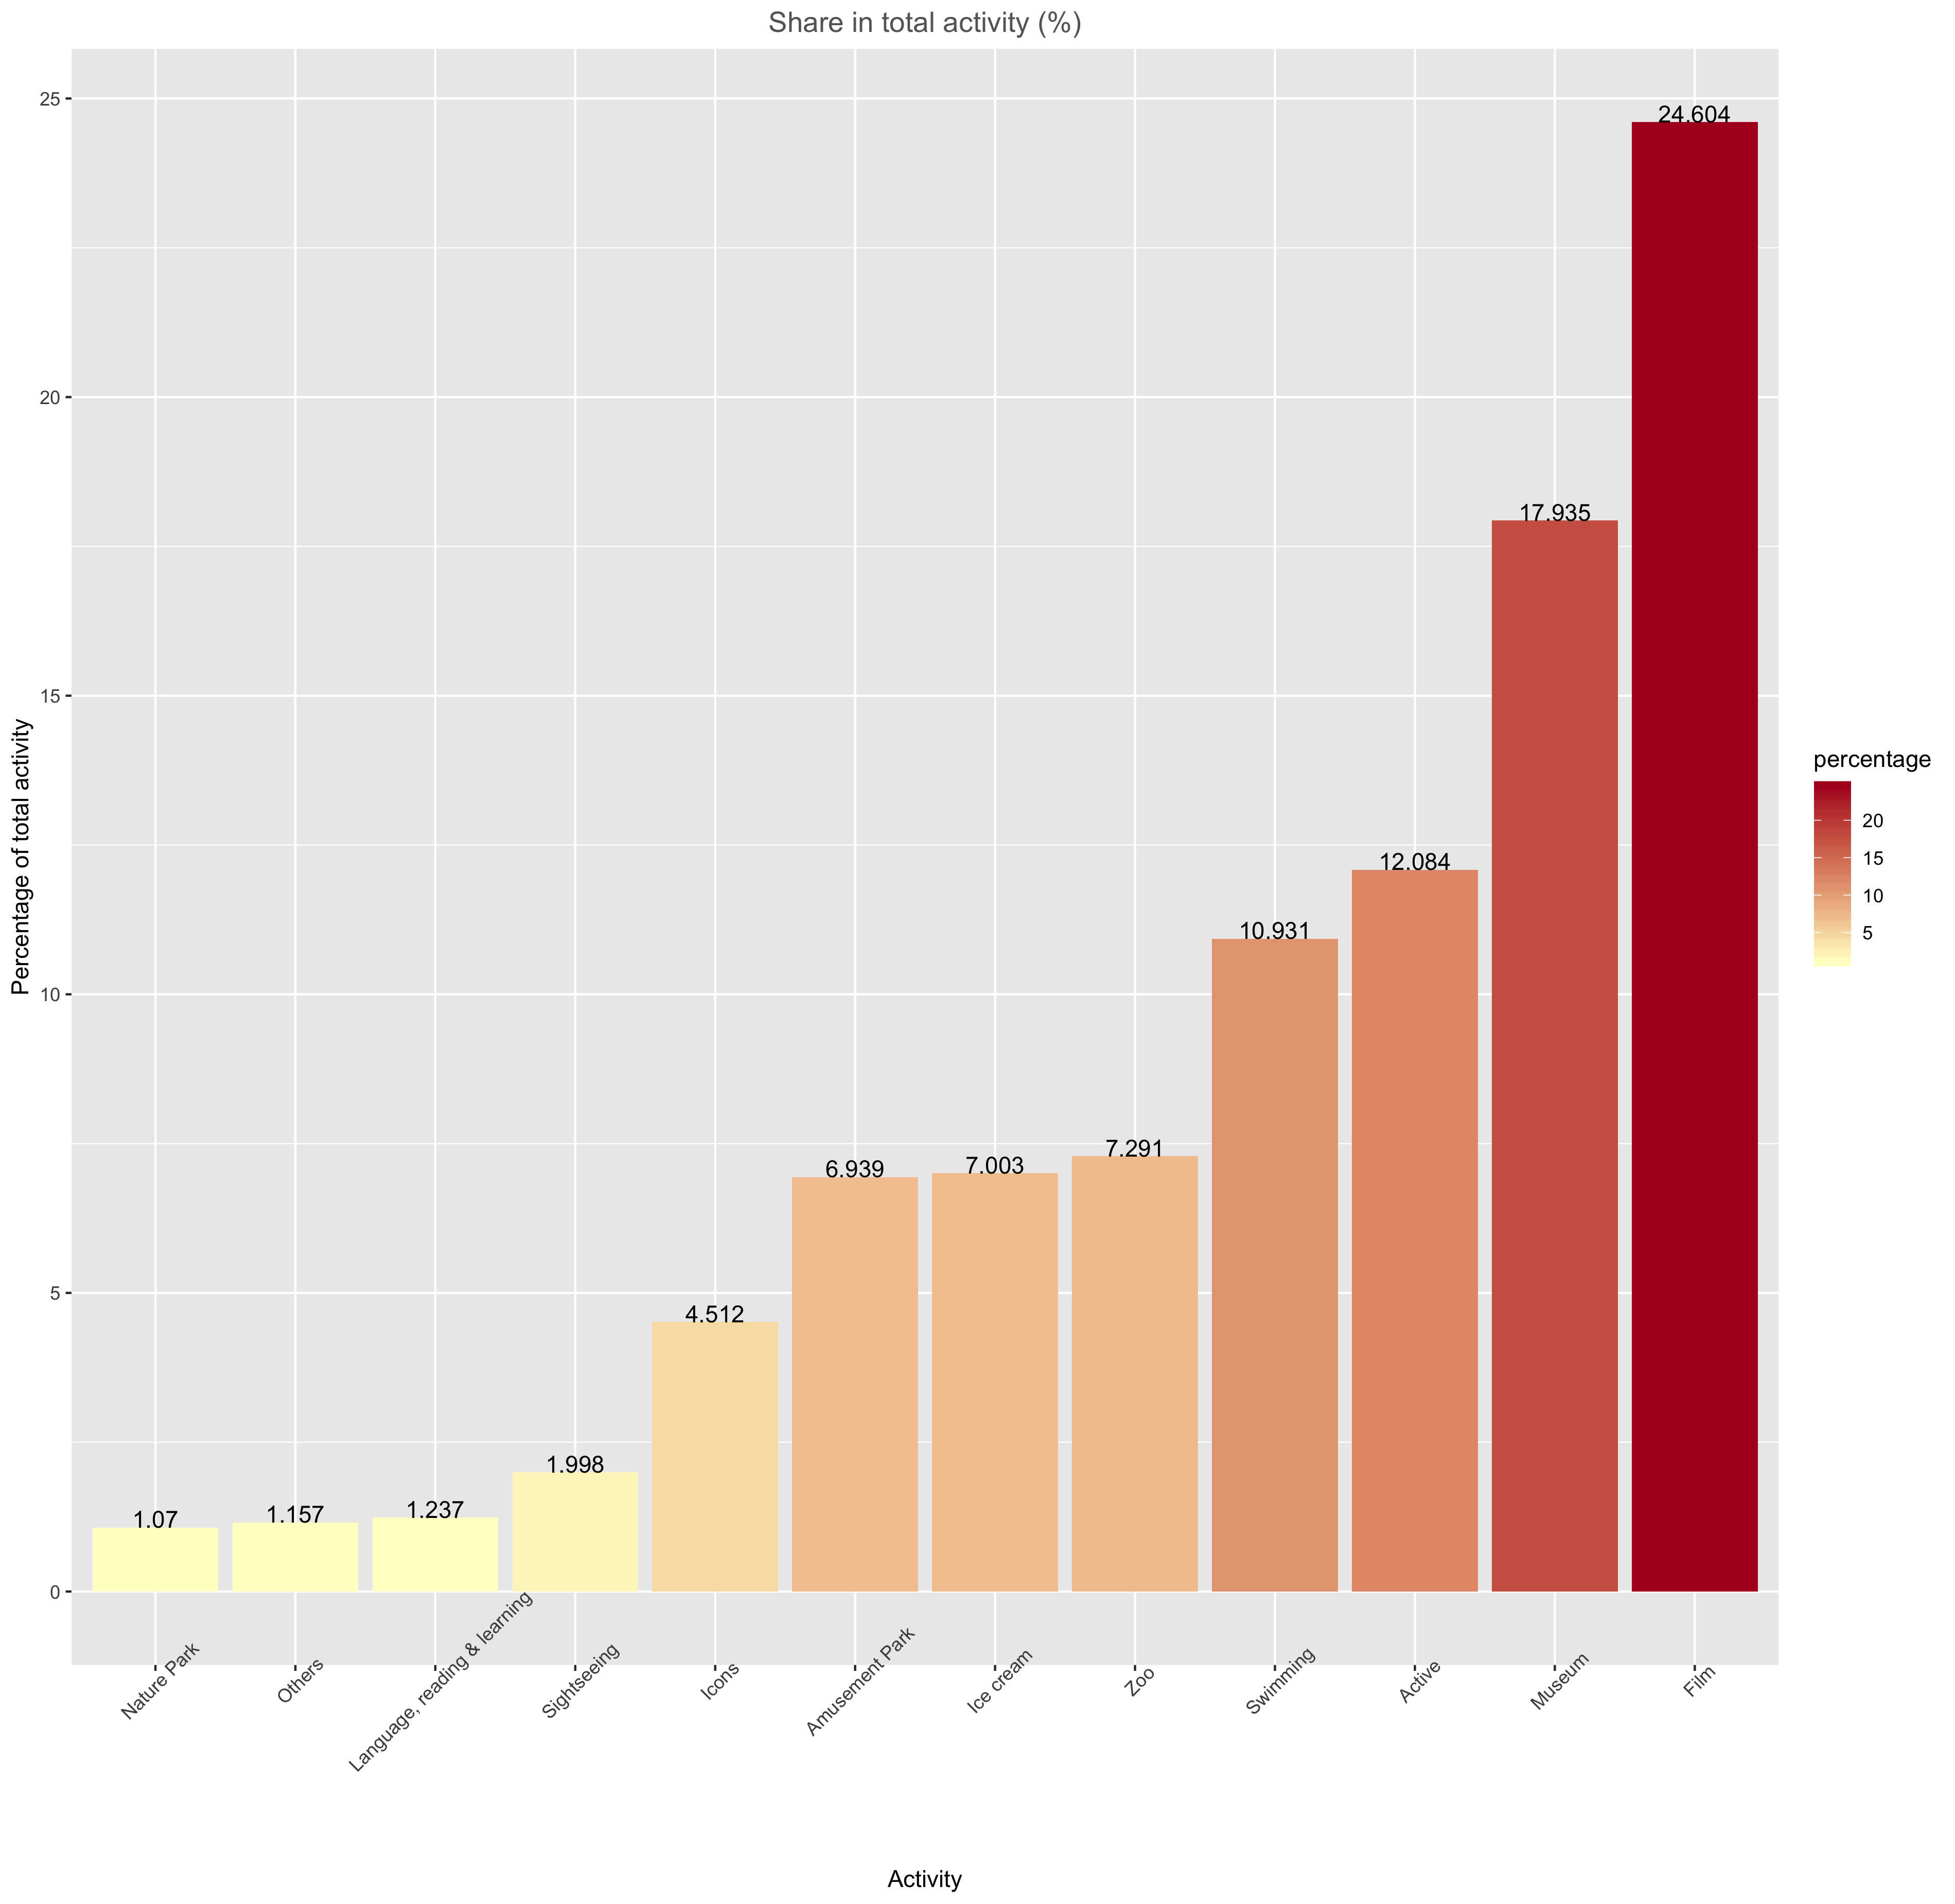 Share in total activity (%)
Percentage of total activity
25
20
15
10
5
0
24.604
17.935
12.084
10.931
7.291
7.003
6.939
4.512
1.998
1.237
1.157
1.07
Nature Park
Others
Language, reading & learning
Sightseeing
Icons
Amusement Park
Ice cream
Zoo
Swimming
Active
Museum
Film
Activity
percentage
20
15
10
5